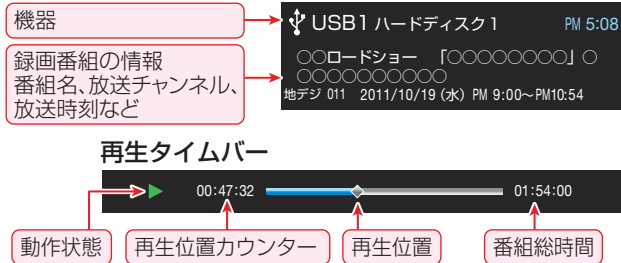 機器
USB1 ハードディスク1 PM 5:08
録画番組の情報
番組名、放送チャンネル、
放送時刻など
○○ロードショー 「○○○○○○○○」○
○○○○○○○○○○
地デジ 011 2011/10/19 (水) PM 9:00～PM10:54
再生タイムバー
00:47:32 01:54:00
動作状態 再生位置カウンター 再生位置 番組総時間